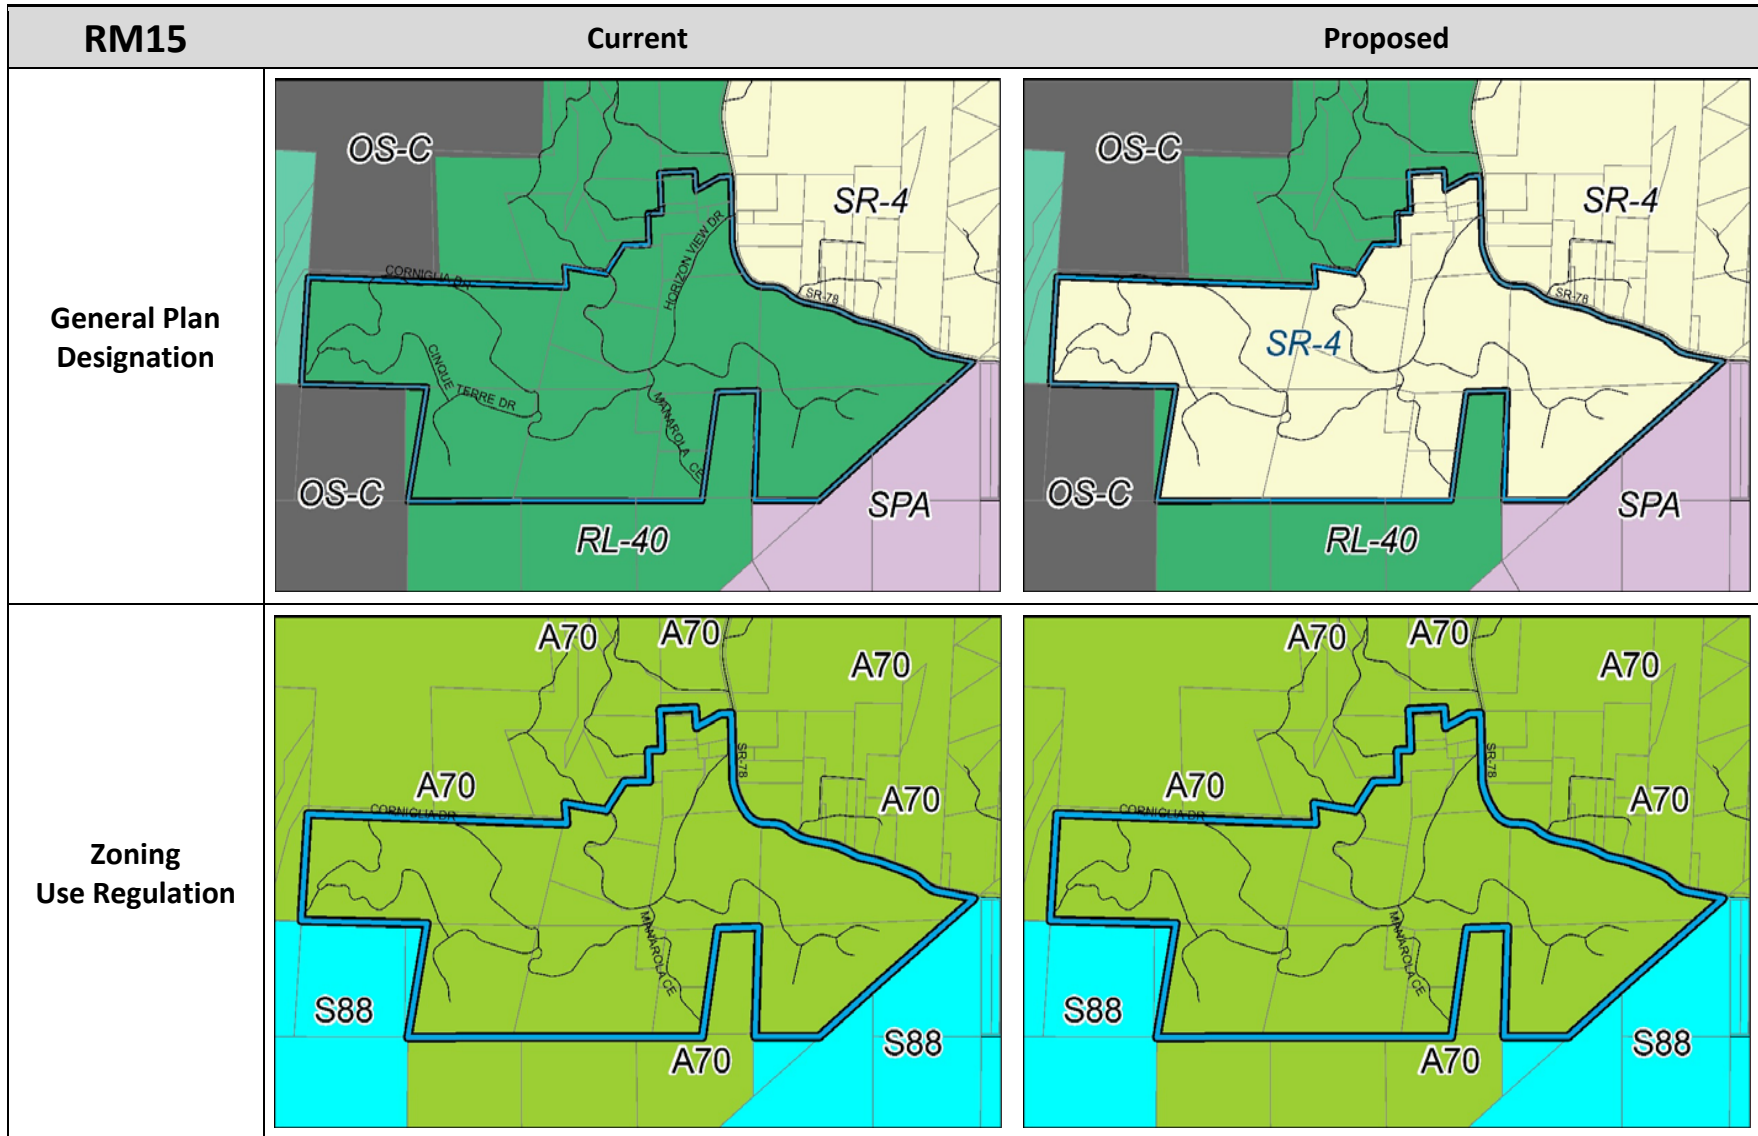 RM15
Current
Proposed
General Plan
Designation
OS-C
SR-4
HORIZON VIEW DR
CORNIGLIA DR
SR-78
CINQUE TERRE DR
MANAROLA CE
OS-C
SPA
RL-40
OS-C
SR-4
SR-78
SR-4
OS-C
SPA
RL-40
Zoning
Use Regulation
A70
A70
A70
SR-78
A70
A70
CORNIGLIA DR
MANAROLA CE
S88
S88
A70
A70
A70
A70
SR-78
A70
A70
CORNIGLIA DR
MANAROLA CE
S88
S88
A70